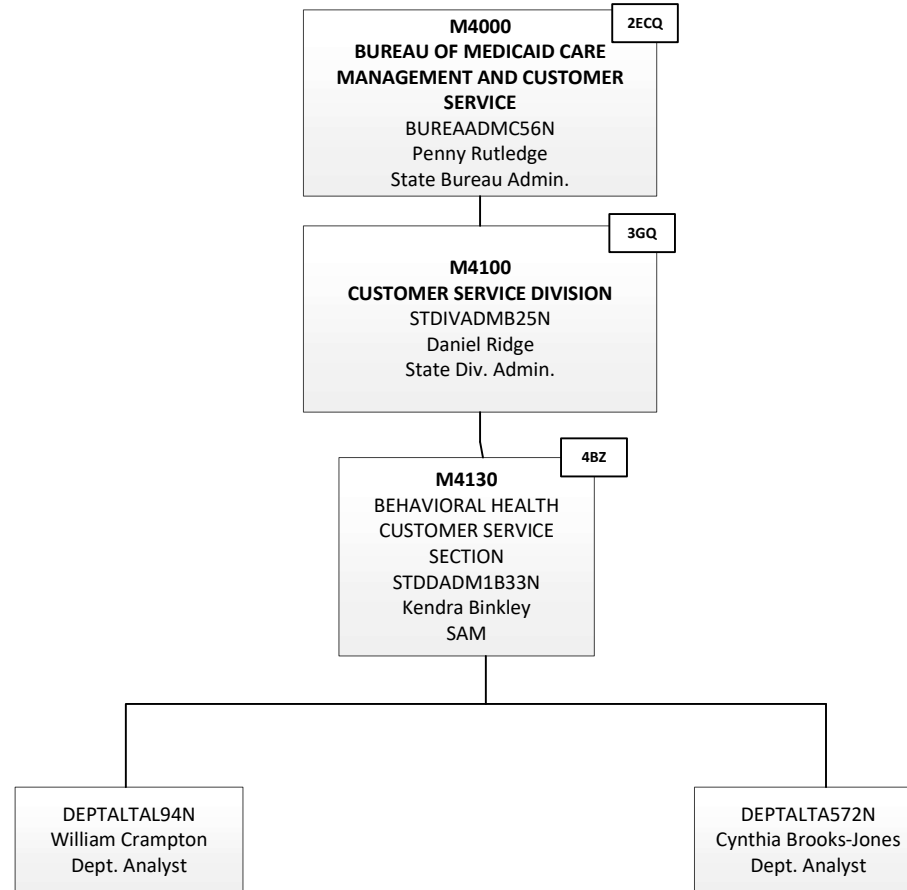 2ECQ
M4000
BUREAU OF MEDICAID CARE
MANAGEMENT AND CUSTOMER
SERVICE
BUREAADMC56N
Penny Rutledge
State Bureau Admin.
3GQ
M4100
CUSTOMER SERVICE DIVISION
STDIVADMB25N
Daniel Ridge
State Div. Admin.
4BZ
M4130
BEHAVIORAL HEALTH
CUSTOMER SERVICE
SECTION
STDDADM1B33N
Kendra Binkley
SAM
DEPTALTAL94N
William Crampton
Dept. Analyst
DEPTALTA572N
Cynthia Brooks-Jones
Dept. Analyst